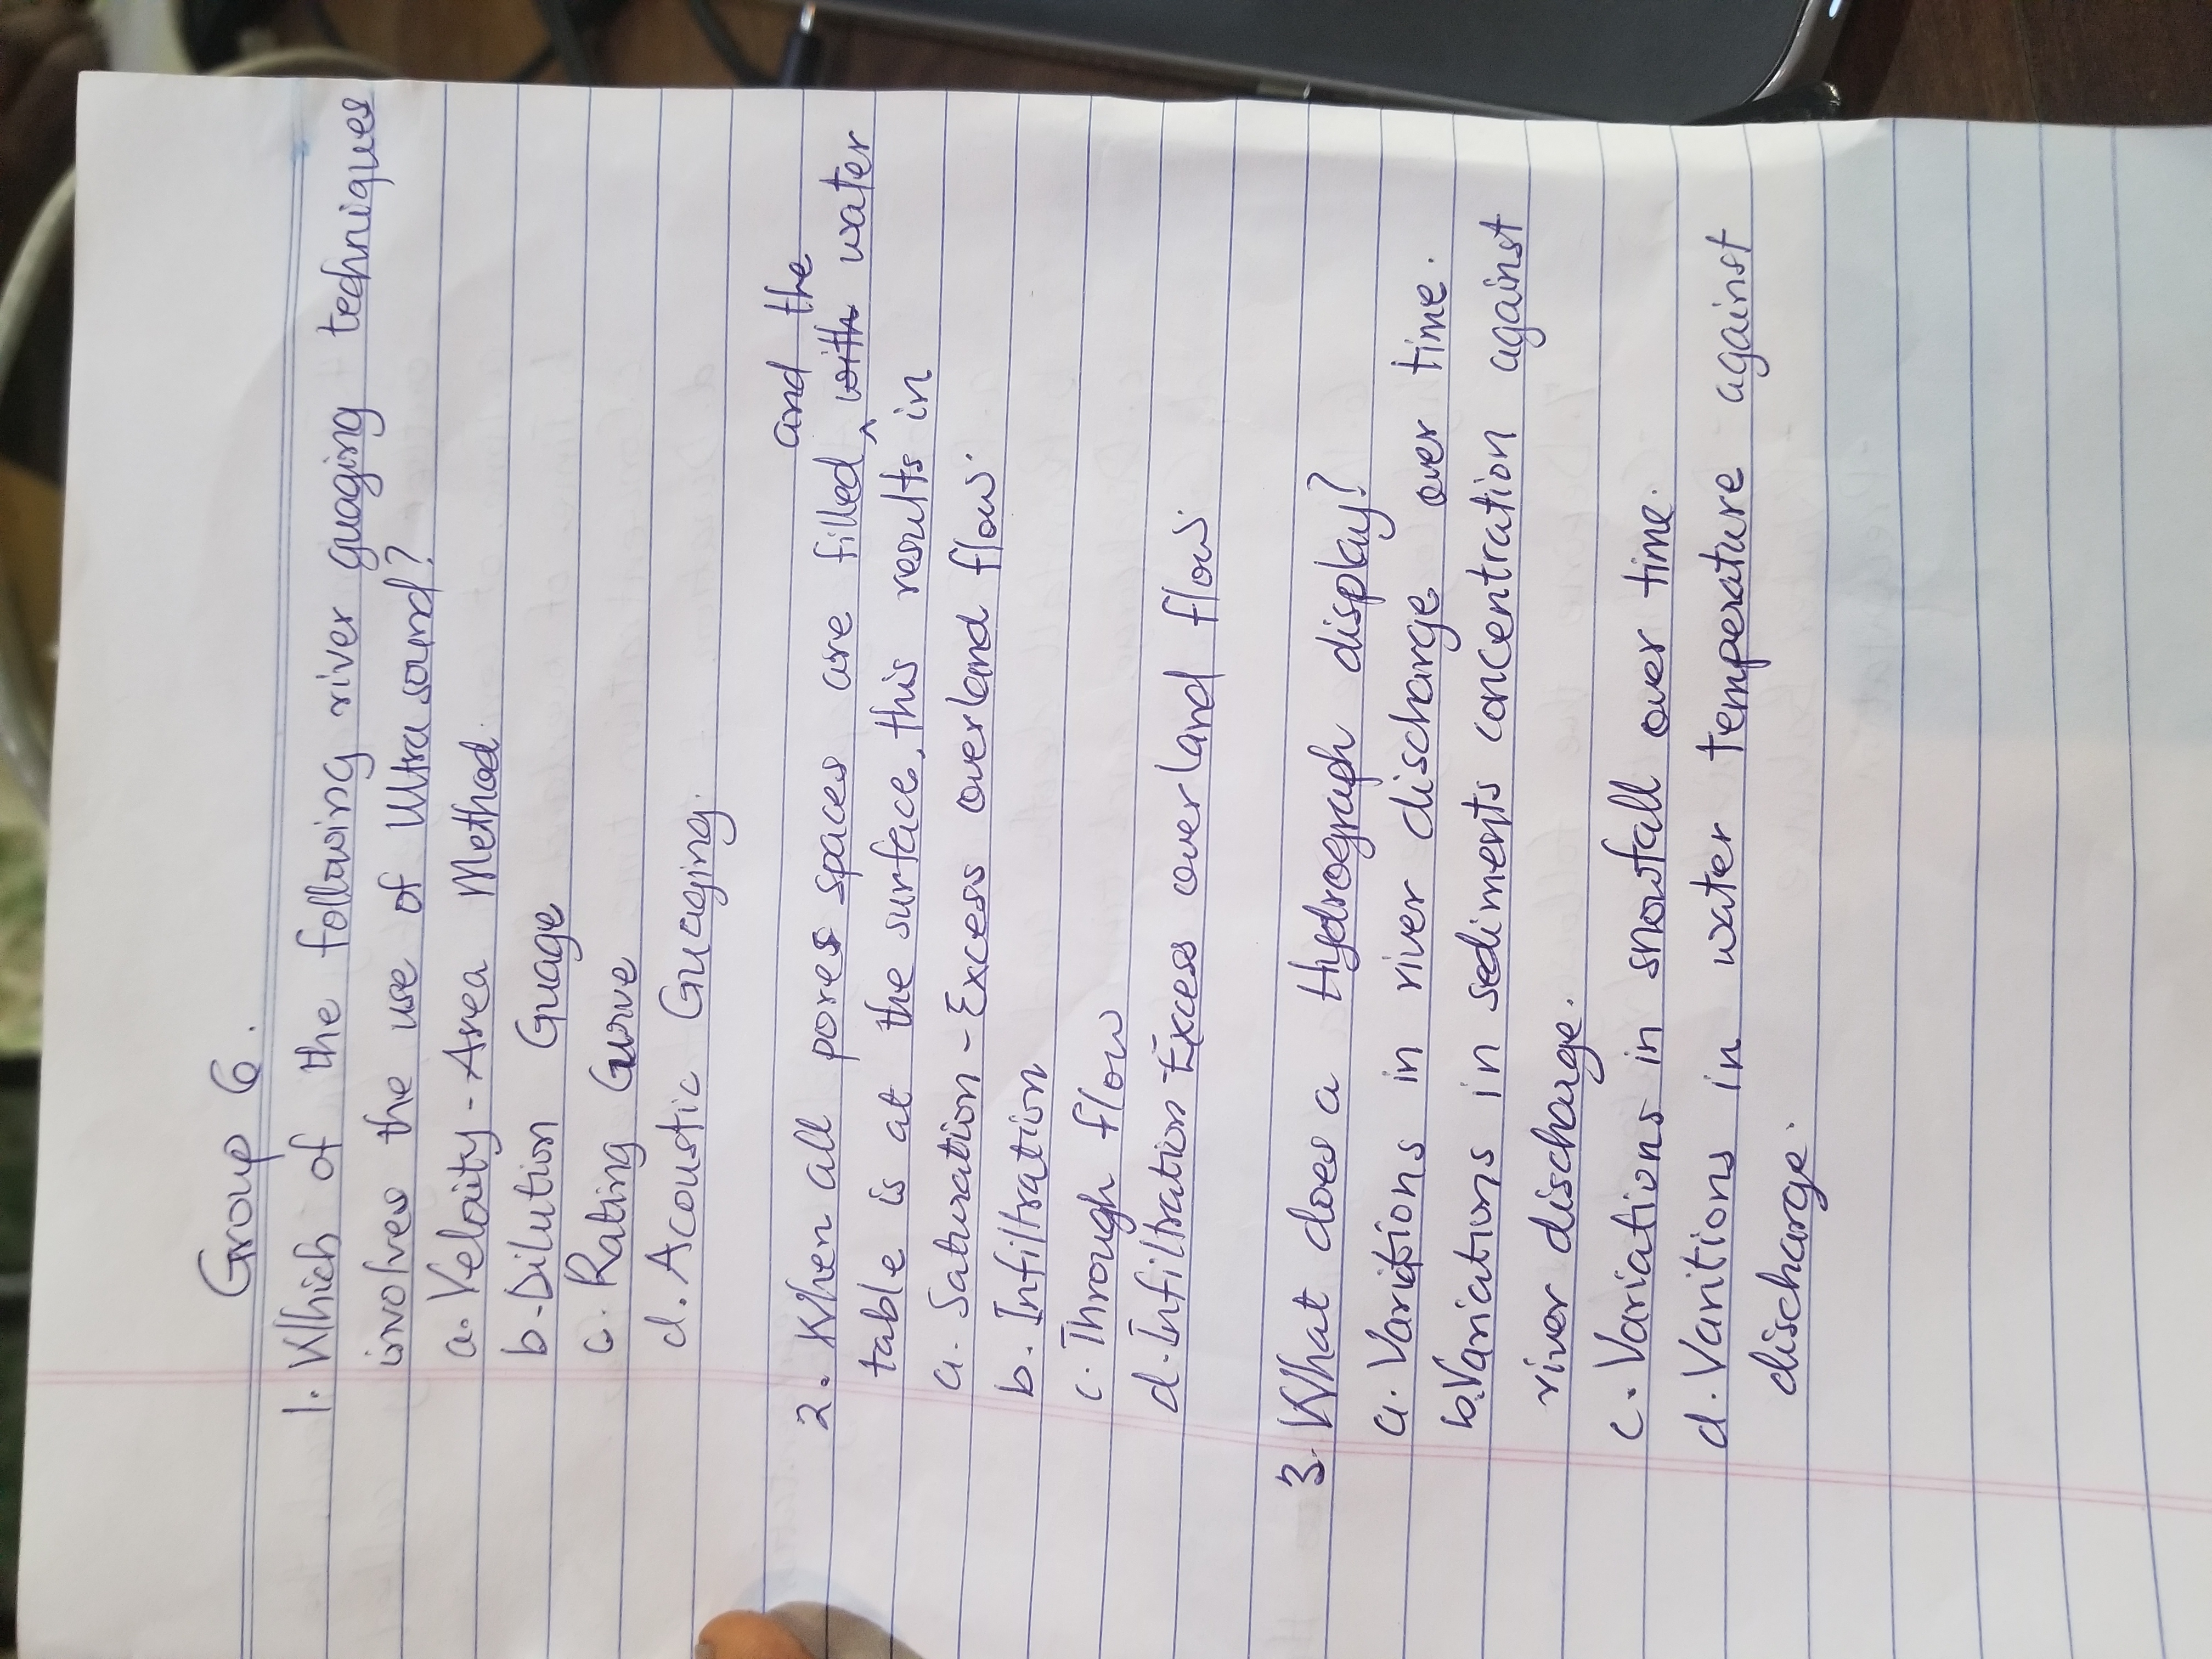 Group 6.
1. Which of the following river guaging techniques
involves the use of Ultra sound?
a. Velocity - Area Method.
b. Dilution Guage
c. Rating Curve
d. Acoustic Guaging.
and the
2. When all pores spaces are filled ^ with water
table is at the surface, this results in
a. Saturation - Excess overland flow.
b. Infiltration
c. Through flow
d. Infiltration Excess overland flow.
3. What does a Hydrograph display?
a. Variations in river discharge over time.
b. Variations in sediments concentration against
river discharge.
c. Variations in snowfall over time.
d. Varitions in water temperature against
discharge.